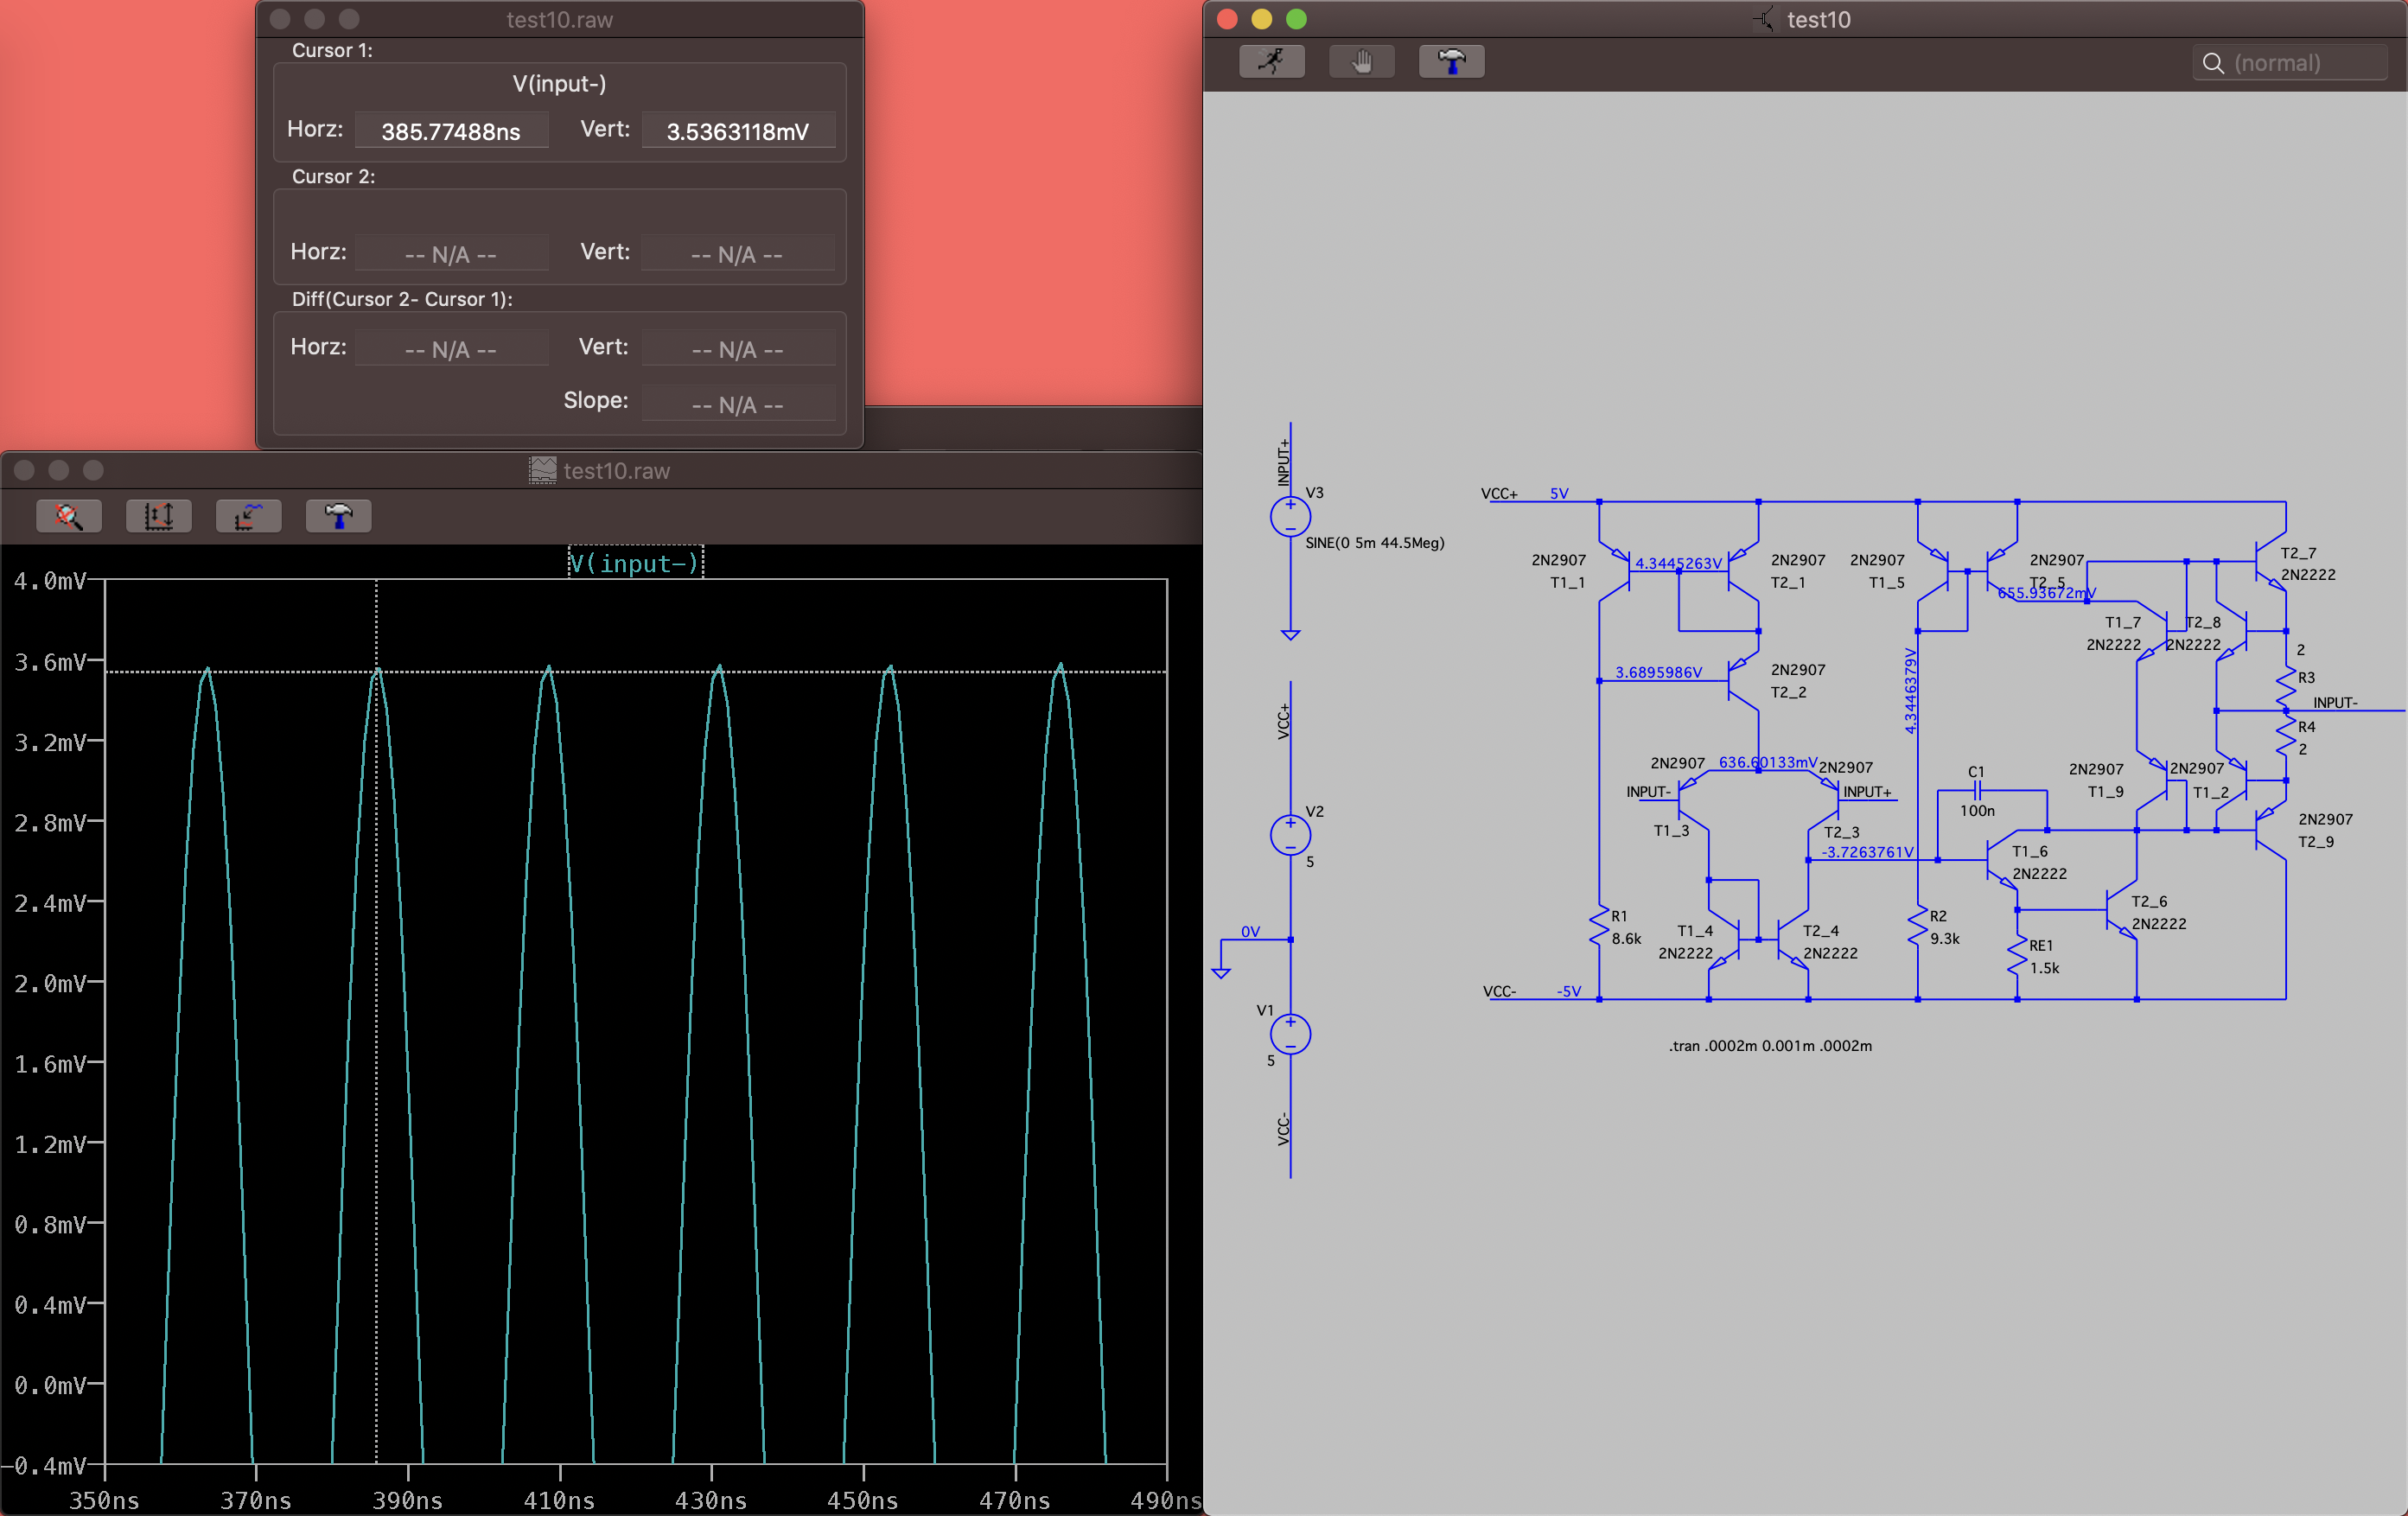 test10.raw
Cursor 1:
V(input-)
Horz: 385.77488ns Vert: 3.5363118mV
Cursor 2:
Horz: -- N/A -- Vert: -- N/A --
Diff(Cursor 2- Cursor 1):
Horz: -- N/A -- Vert: -- N/A --
Slope: -- N/A --
test10.raw
V(input-)
4.0mV
3.6mV
3.2mV
2.8mV
2.4mV
2.0mV
1.6mV
1.2mV
0.8mV
0.4mV
0.0mV
-0.4mV
350ns 370ns 390ns 410ns 430ns 450ns 470ns 490ns
test10
(normal)
INPUT+
V3
SINE(0 5m 44.5Meg)
VCC+
V2
5
0V
V1
5
VCC-
VCC+ 5V
2N2907
T1_1
4.3445263V
2N2907
T2_1
2N2907
T1_5
2N2907
T2_5
655.93672mV
T2_7
2N2222
T1_7
2N2222
T2_8
2N2222
2
R3
INPUT-
R4
2
3.6895986V
2N2907
T2_2
4.3446379V
2N2907
636.60133mV
2N2907
INPUT-
INPUT+
T1_3
T2_3
-3.7263761V
C1
100n
2N2907
T1_9
2N2907
T1_2
2N2907
T2_9
T1_6
2N2222
T2_6
2N2222
R1
8.6k
T1_4
2N2222
T2_4
2N2222
R2
9.3k
RE1
1.5k
VCC- -5V
.tran .0002m 0.001m .0002m